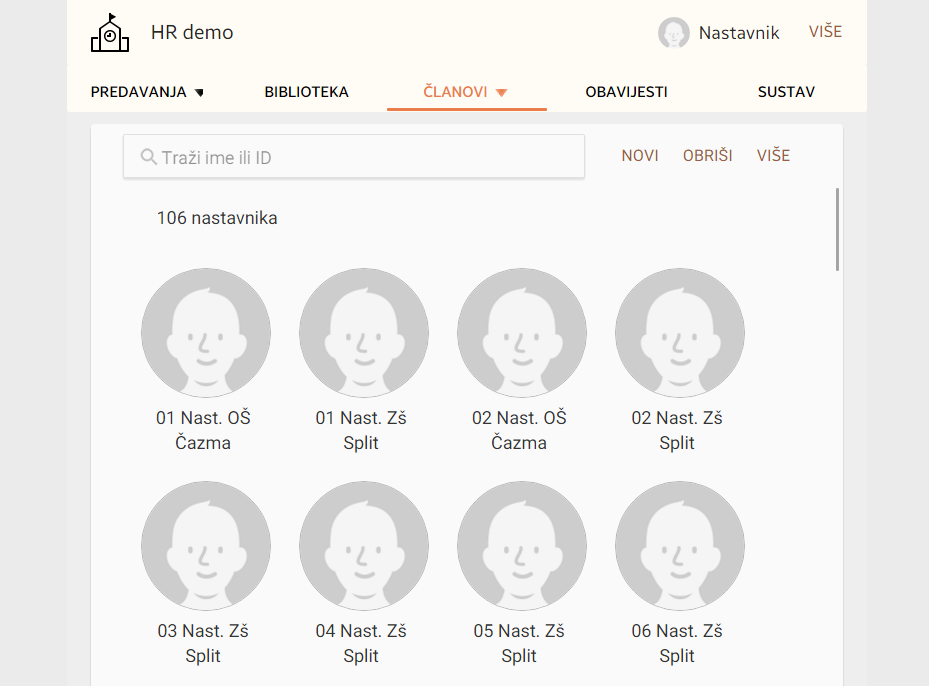 HR demo
Nastavnik
VIŠE
PREDAVANJA
BIBLIOTEKA
ČLANOVI
OBAVIJESTI
SUSTAV
Traži ime ili ID
NOVI
OBRIŠI
VIŠE
106 nastavnika
01 Nast. OŠ
Čazma
01 Nast. Zš
Split
02 Nast. OŠ
Čazma
02 Nast. Zš
Split
03 Nast. Zš
Split
04 Nast. Zš
Split
05 Nast. Zš
Split
06 Nast. Zš
Split